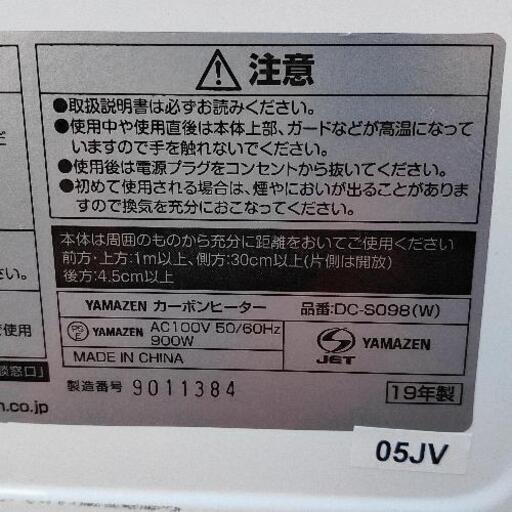 注意
●取扱説明書は必ずお読みください。
●使用中や使用直後は本体上部、ガードなどが高温になって
いますので手を触れないでください。
●使用後は電源プラグをコンセントから抜いてください。
●初めて使用される場合は、煙やにおいが出ることがありま
すので換気を充分におこなってください。
本体は周囲のものから充分に距離をおいてご使用ください
前方・上方:1m以上、側方:30cm以上(片側は開放)
後方:4.5cm以上
YAMAZEN カーボンヒーター 品番:DC-S098(W)
PS E YAMAZEN AC100V 50/60Hz
900W
JET YAMAZEN
MADE IN CHINA
製造番号 9011384
19年製
05JV
さい。
使用
談窓口」
n.co.jp